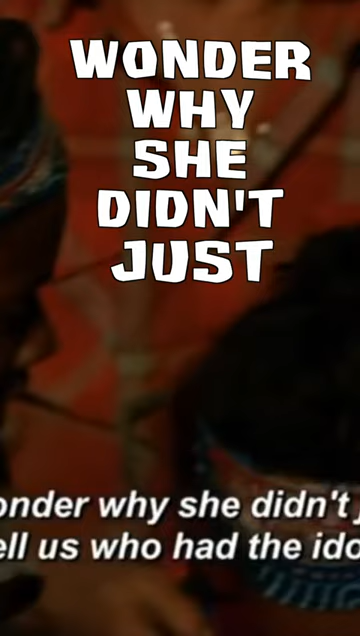 WONDER
WHY
SHE
DIDN'T
JUST
onder why she didn't j
ell us who had the ido